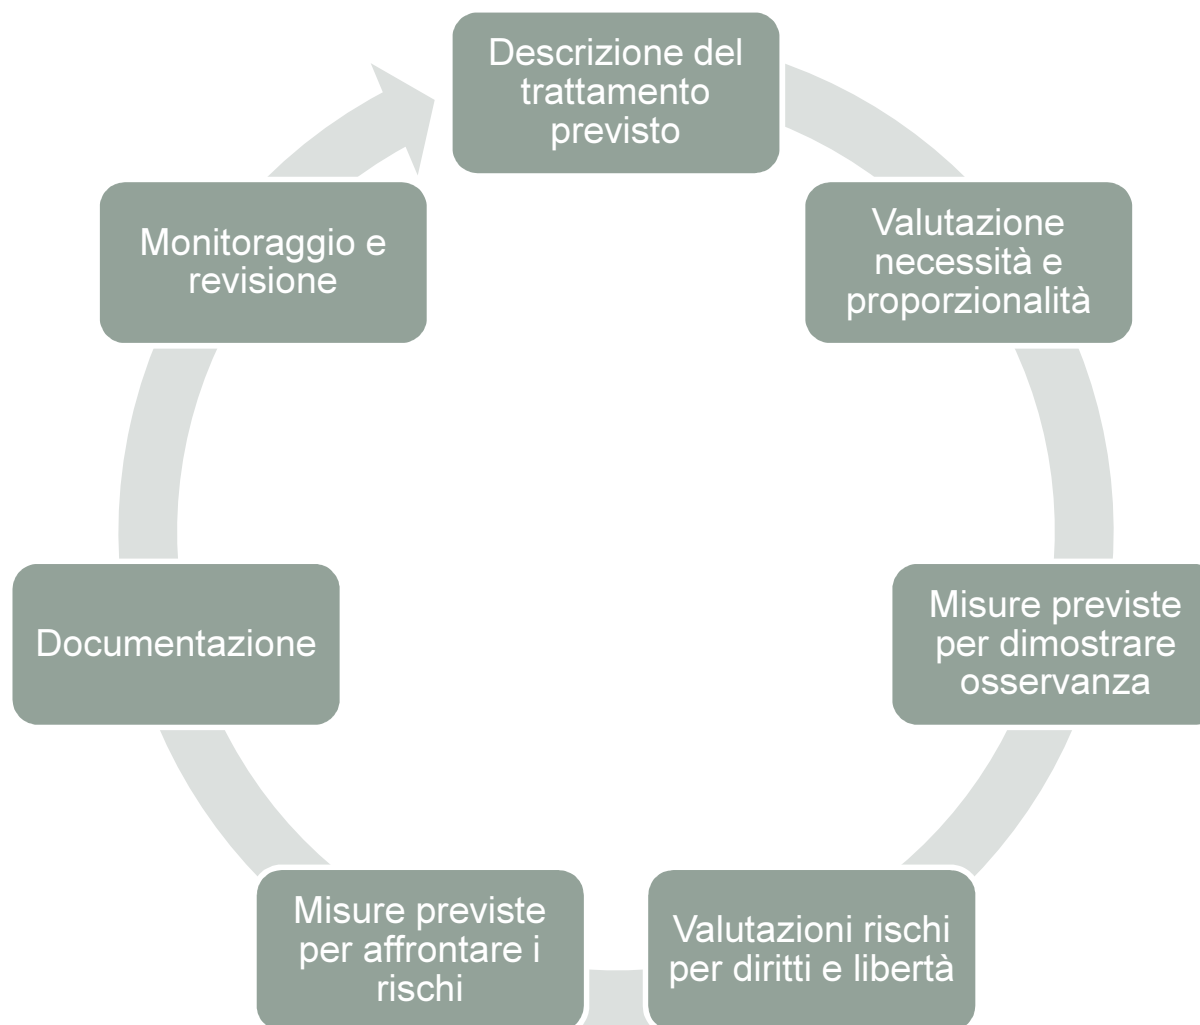 Descrizione del
trattamento
previsto
Valutazione
necessità e
proporzionalità
Misure previste
per dimostrare
osservanza
Valutazioni rischi
per diritti e libertà
Misure previste
per affrontare i
rischi
Documentazione
Monitoraggio e
revisione